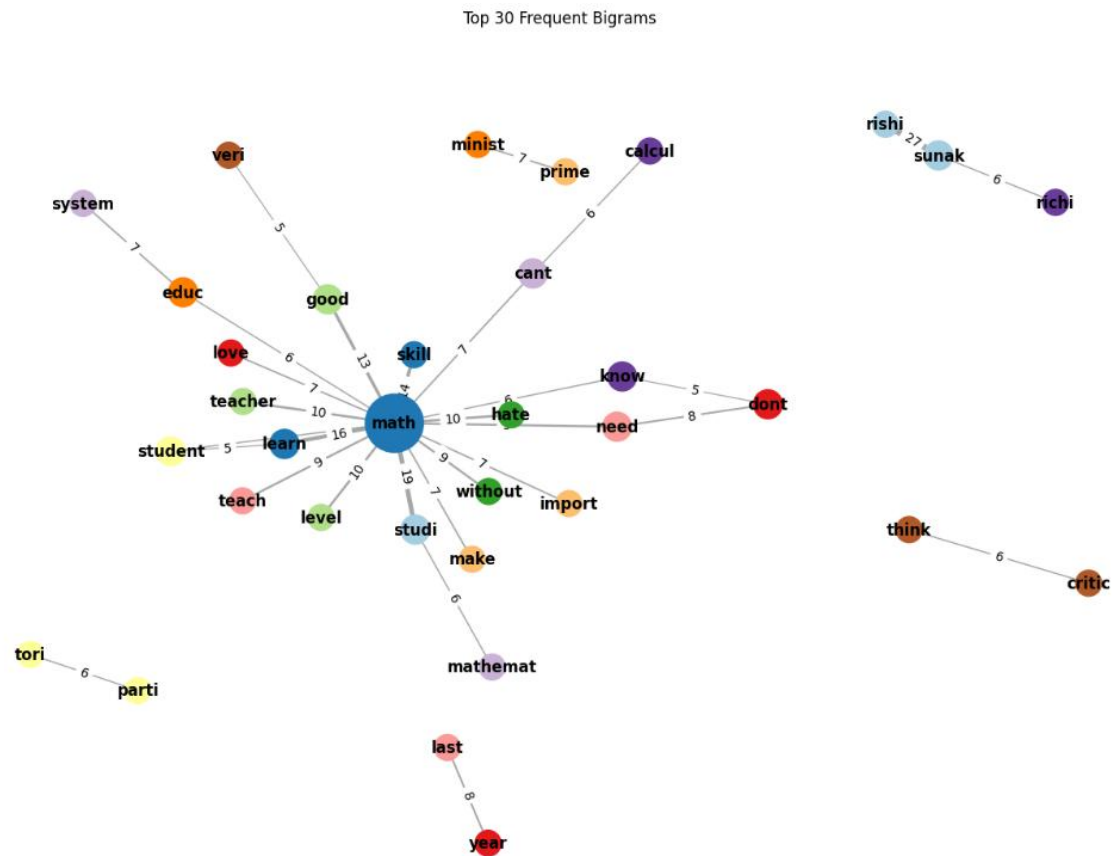 Top 30 Frequent Bigrams
rishi
27
sunak
minist
7
prime
calcul
veri
6
richi
system
6
5
7
cant
educ
good
love
6
13
skill
7
14
know
7
teacher
10
math
6
5
dont
hate
10
need
8
student
5
learn
16
teach
9
10
level
19
7
9
without
7
import
studi
make
think
6
critic
6
mathemat
tori
6
parti
last
8
year